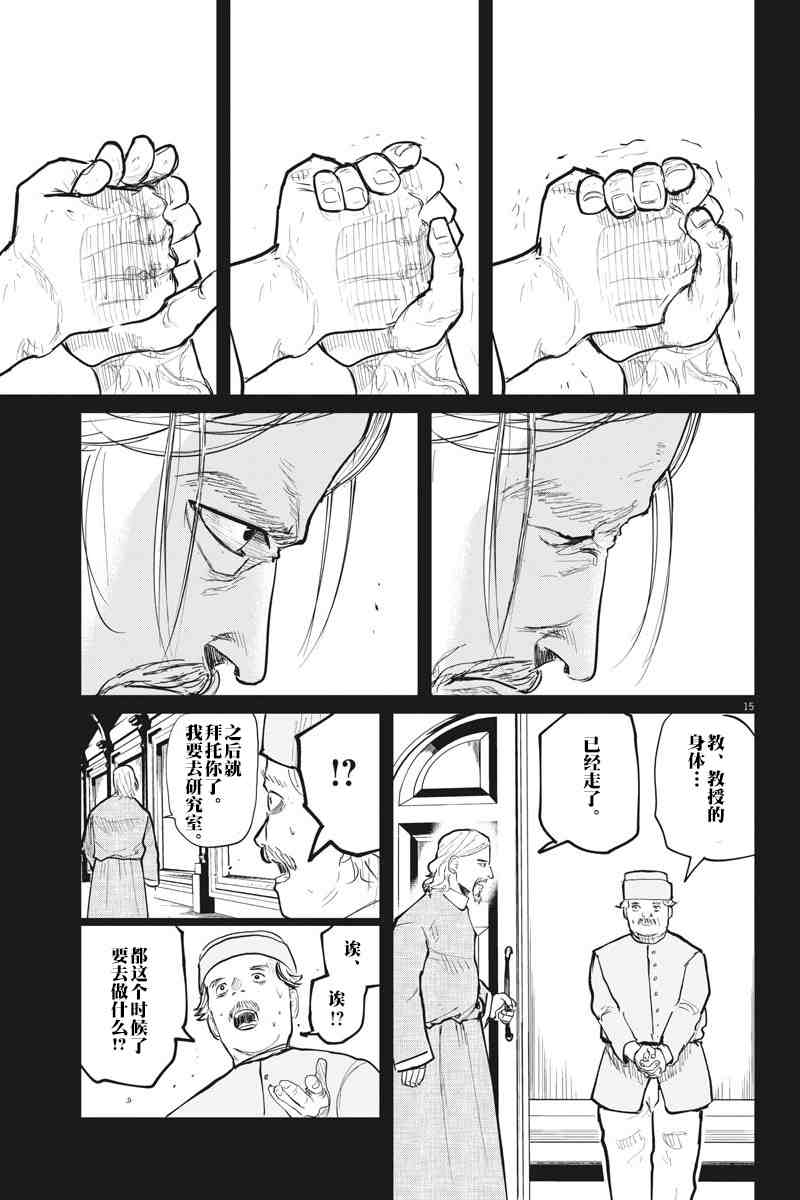 15
教、教授的
身体…
已经走了。
!?
之后就
拜托你了。
我要去研究室。
诶、
诶!?
都这个时候了
要去做什么!?